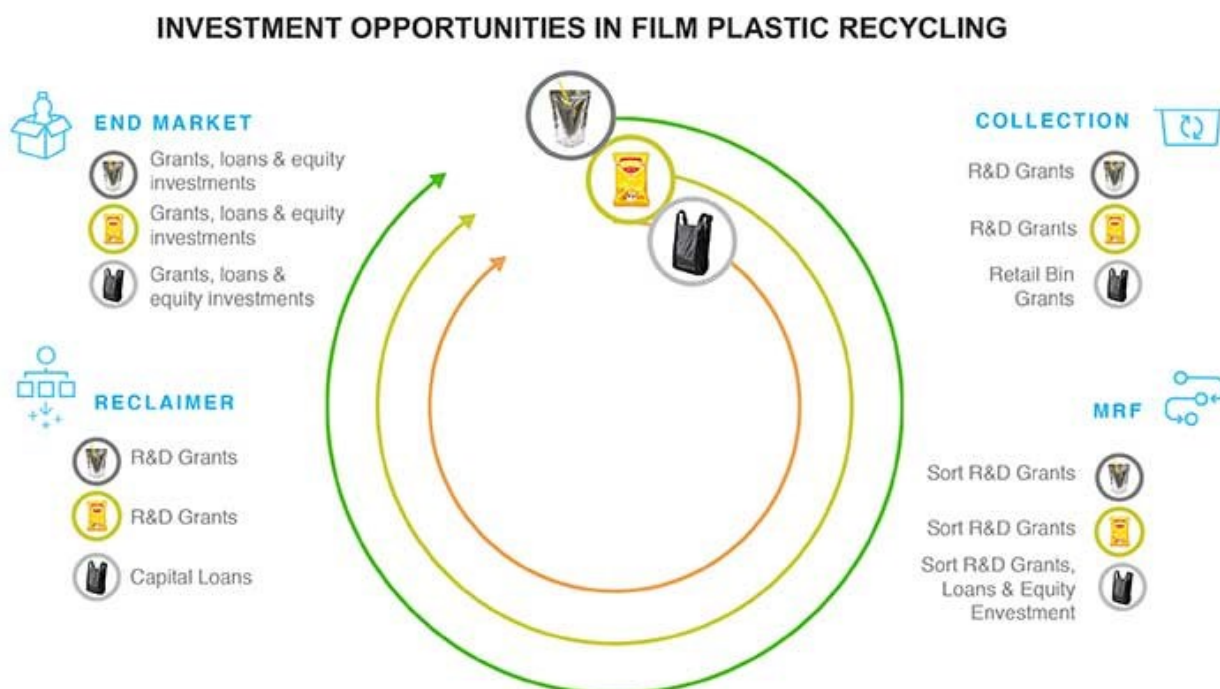 INVESTMENT OPPORTUNITIES IN FILM PLASTIC RECYCLING
END MARKET
Grants, loans & equity
investments
Grants, loans & equity
investments
Grants, loans &
equity investments
COLLECTION
R&D Grants
R&D Grants
Retail Bin
Grants
RECLAIMER
R&D Grants
R&D Grants
Capital Loans
MRF
Sort R&D Grants
Sort R&D Grants
Sort R&D Grants,
Loans & Equity
Envestment